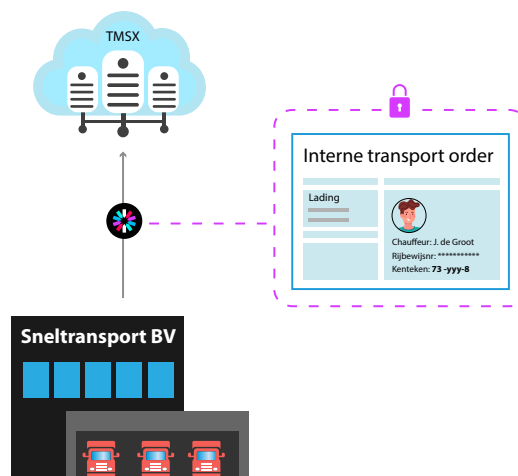 TMSX
Interne transport order
Lading
Chauffeur: J. de Groot
Rijbewijsnr: ***********
Kenteken: 73 -yyy-8
Sneltransport BV